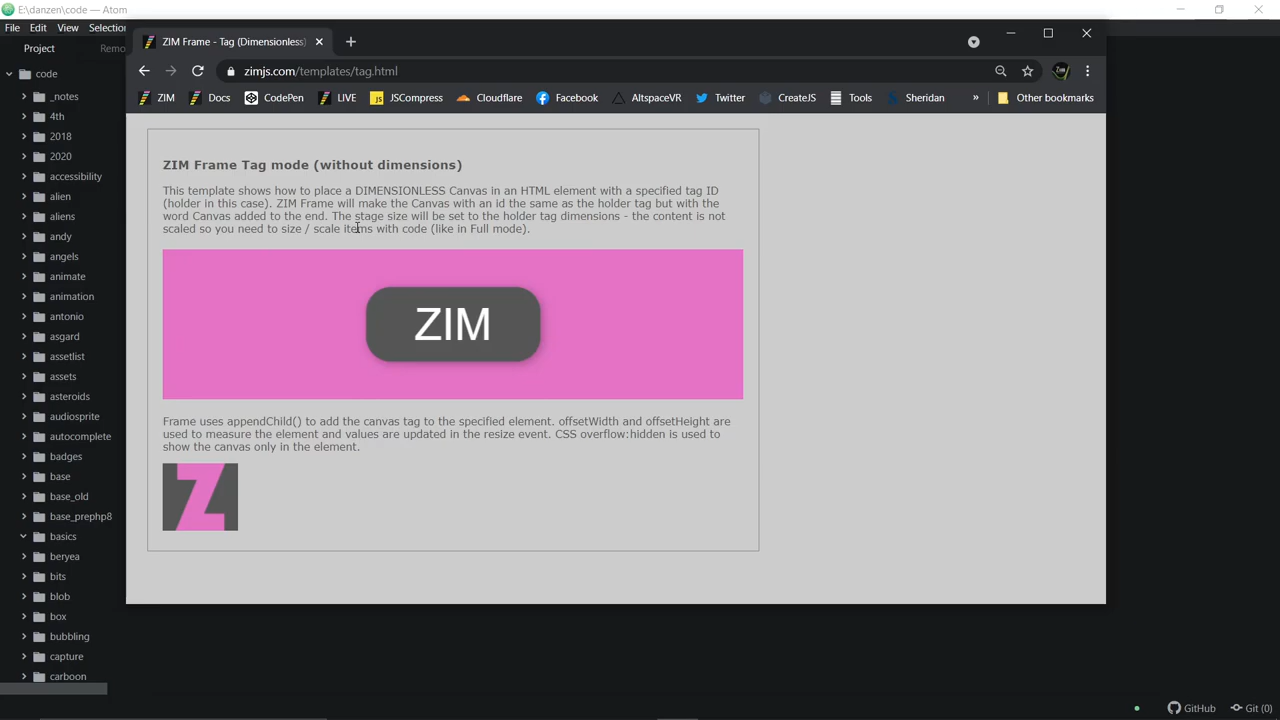 E:\danzen\code — Atom
File Edit View Selection
Project Remo
code
_notes
4th
2018
2020
accessibility
alien
aliens
andy
angels
animate
animation
antonio
asgard
assetlist
assets
asteroids
audiosprite
autocomplete
badges
base
base_old
base_prephp8
basics
beryea
bits
blob
box
bubbling
capture
carboon
ZIM Frame - Tag (Dimensionless)
zimjs.com/templates/tag.html
ZIM Docs CodePen LIVE JSCompress Cloudflare Facebook AltspaceVR Twitter CreateJS Tools Sheridan » Other bookmarks
ZIM Frame Tag mode (without dimensions)
This template shows how to place a DIMENSIONLESS Canvas in an HTML element with a specified tag ID
(holder in this case). ZIM Frame will make the Canvas with an id the same as the holder tag but with the
word Canvas added to the end. The stage size will be set to the holder tag dimensions - the content is not
scaled so you need to size / scale items with code (like in Full mode).
ZIM
Frame uses appendChild() to add the canvas tag to the specified element. offsetWidth and offsetHeight are
used to measure the element and values are updated in the resize event. CSS overflow:hidden is used to
show the canvas only in the element.
Z
GitHub Git (0)